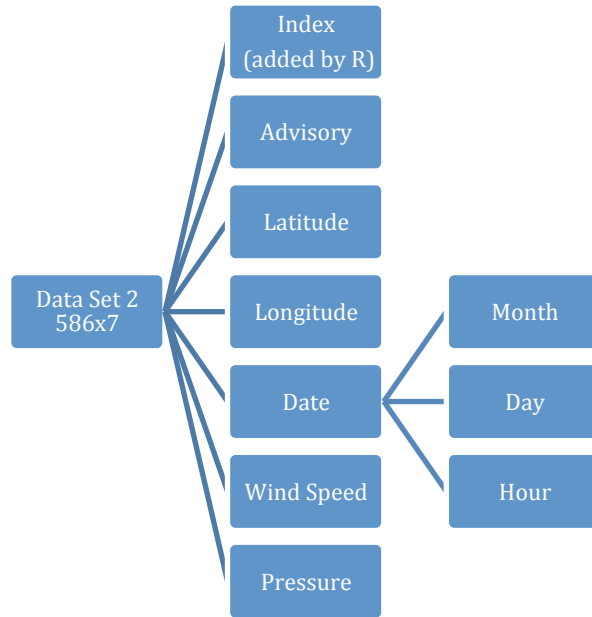 Index
(added by R)
Advisory
Latitude
Data Set 2
586x7
Longitude
Month
Date
Day
Wind Speed
Hour
Pressure